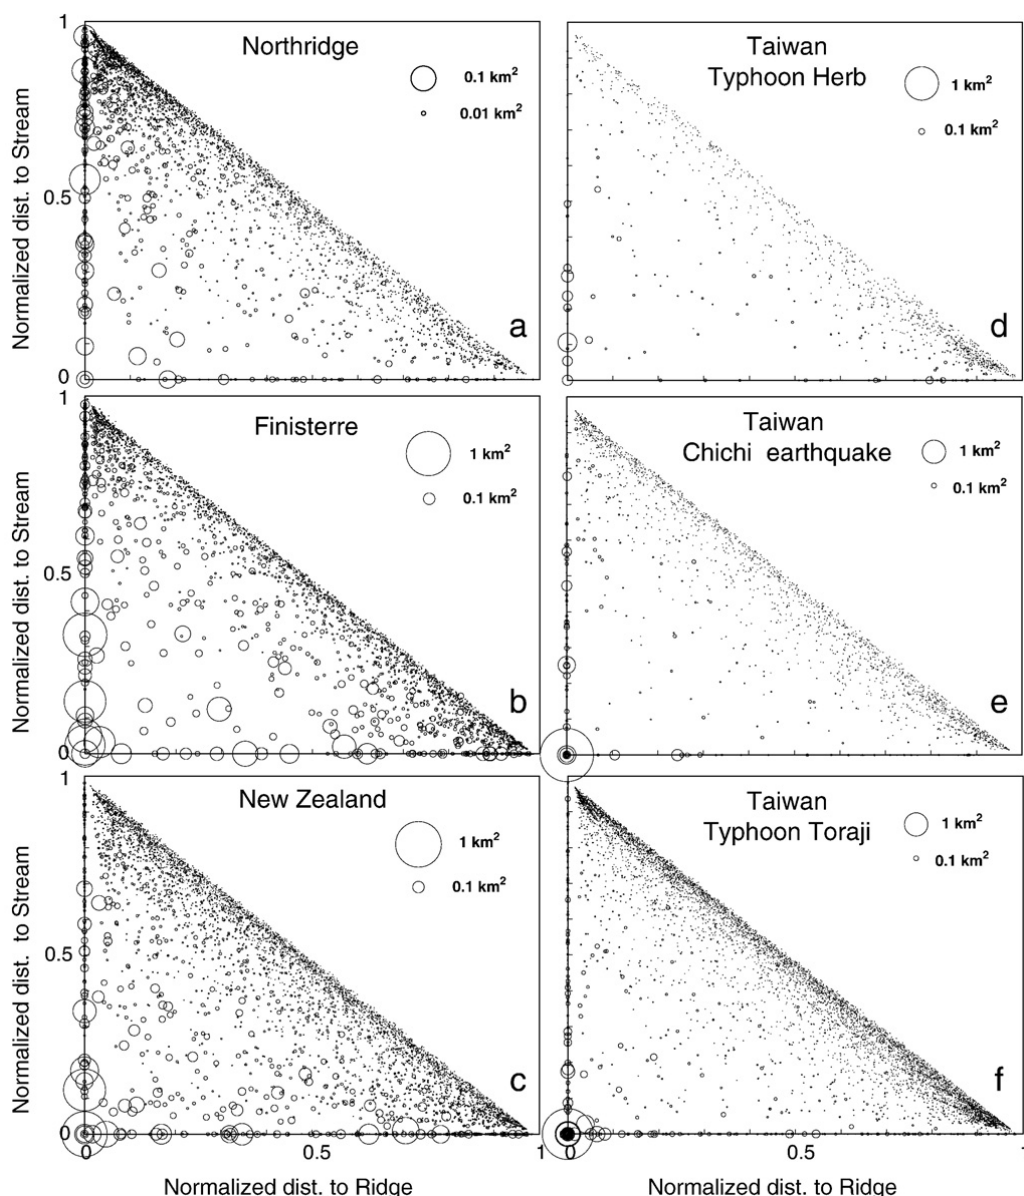 1
Northridge
0.1 km²
0.01 km²
Normalized dist. to Stream
0.5
a
0
Taiwan
Typhoon Herb
1 km²
0.1 km²
d
1
Finisterre
1 km²
0.1 km²
Normalized dist. to Stream
0.5
b
0
Taiwan
Chichi earthquake
1 km²
0.1 km²
e
1
New Zealand
1 km²
0.1 km²
Normalized dist. to Stream
0.5
c
0
0
0.5
1
Normalized dist. to Ridge
Taiwan
Typhoon Toraji
1 km²
0.1 km²
f
0
0.5
1
Normalized dist. to Ridge